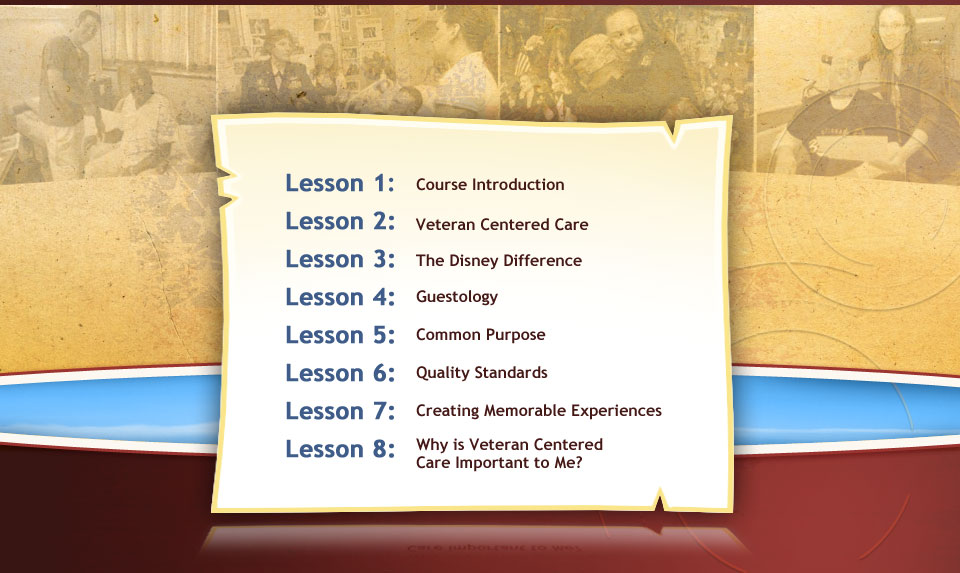 Lesson 1: Course Introduction
Lesson 2: Veteran Centered Care
Lesson 3: The Disney Difference
Lesson 4: Guestology
Lesson 5: Common Purpose
Lesson 6: Quality Standards
Lesson 7: Creating Memorable Experiences
Lesson 8: Why is Veteran Centered
Care Important to Me?